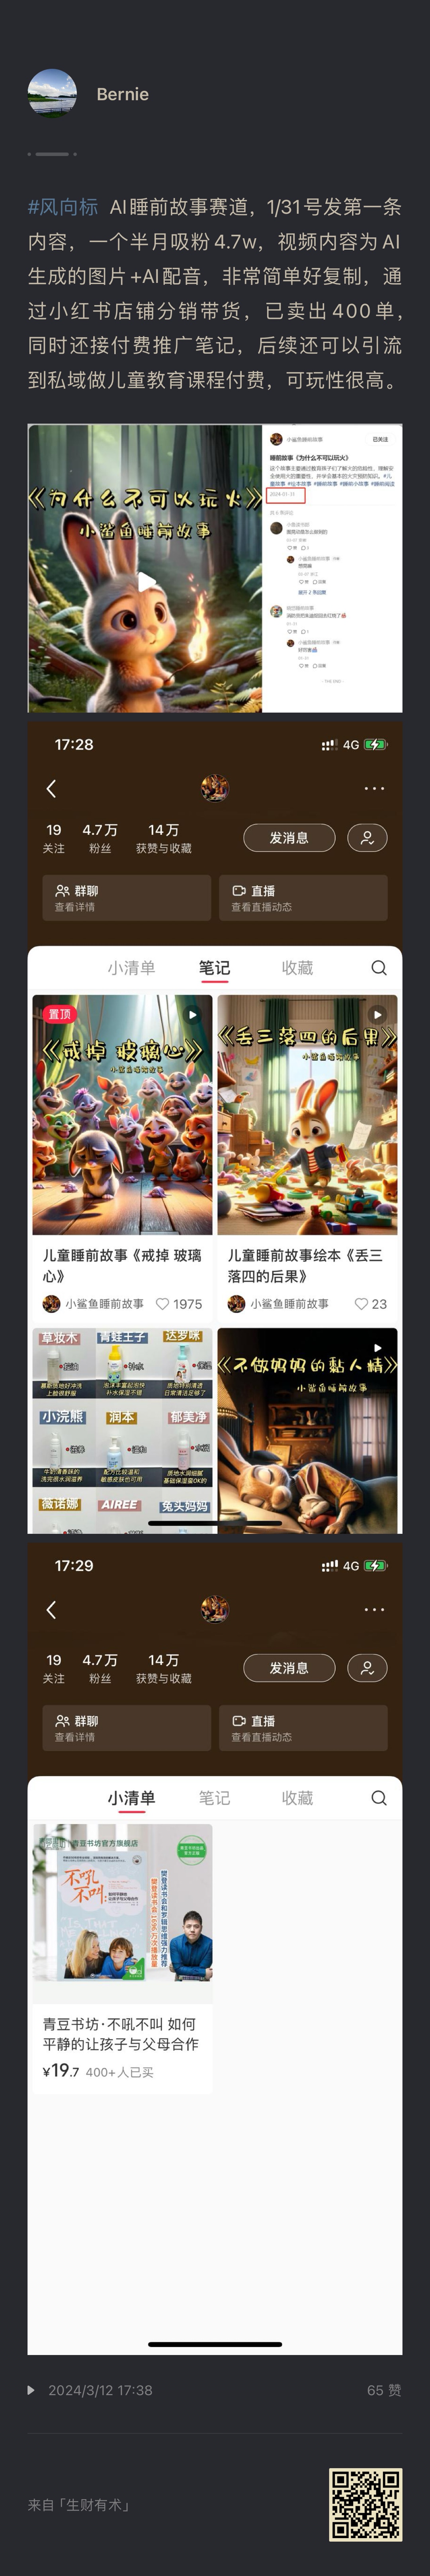 Bernie
#风向标 AI睡前故事赛道，1/31号发第一条
内容，一个半月吸粉4.7w，视频内容为AI
生成的图片+AI配音，非常简单好复制，通
过小红书店铺分销带货，已卖出400单，
同时还接付费推广笔记，后续还可以引流
到私域做儿童教育课程付费，可玩性很高。
《为什么不可以玩火》
小鲨鱼睡前故事
小鲨鱼睡前故事
已关注
睡前故事《为什么不可以玩火》
2024-01-31
17:28
4G
19
4.7万
14万
关注
粉丝
获赞与收藏
发消息
群聊
查看详情
直播
查看直播动态
小清单
笔记
收藏
置顶
《戒掉 玻璃心》
小鲨鱼睡前故事
《丢三落四的后果》
小鲨鱼睡前故事
儿童睡前故事《戒掉 玻璃
心》
小鲨鱼睡前故事
1975
儿童睡前故事绘本《丢三
落四的后果》
小鲨鱼睡前故事
23
草妆木
青蛙王子
达罗咪
小浣熊
润本
郁美净
薇诺娜
AIREE
兔头妈妈
《不做妈妈的黏人精》
小鲨鱼睡前故事
17:29
4G
19
4.7万
14万
关注
粉丝
获赞与收藏
发消息
群聊
查看详情
直播
查看直播动态
小清单
笔记
收藏
青豆书坊官方旗舰店
不吼
不叫
樊登读书会和罗辑思维强力推荐
青豆书坊·不吼不叫 如何
平静的让孩子与父母合作
¥19.7 400+人已买
2024/3/12 17:38
65 赞
来自「生财有术」